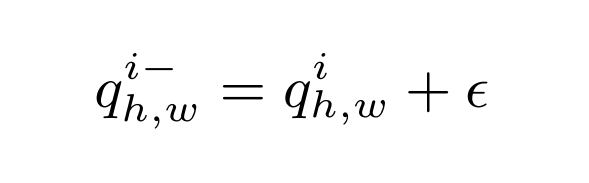 $q_{h,w}^{i-} = q_{h,w}^{i} + \epsilon$